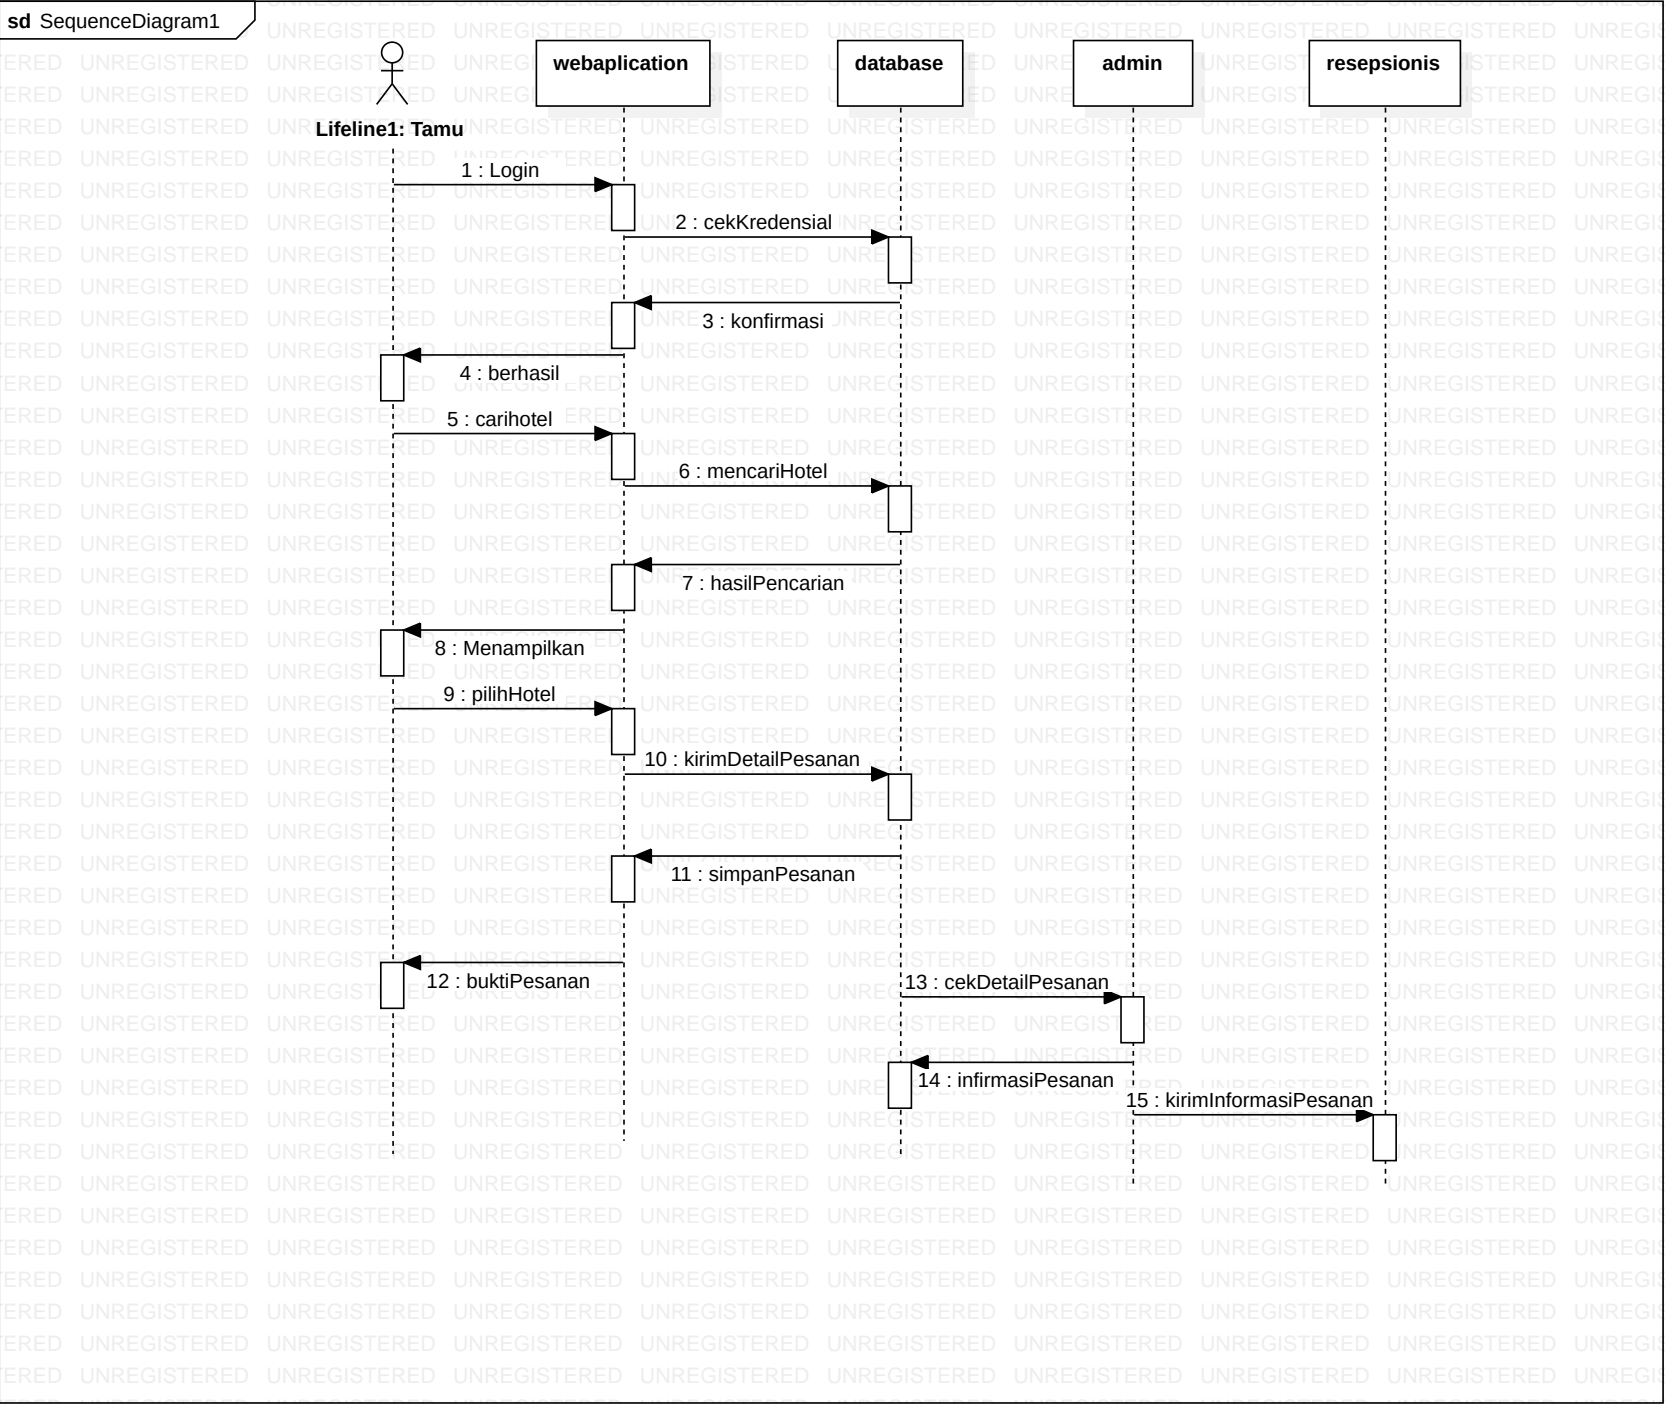 sd SequenceDiagram1
webaplication
database
admin
resepsionis
Lifeline1: Tamu
1 : Login
2 : cekKredensial
3 : konfirmasi
4 : berhasil
5 : carihotel
6 : mencariHotel
7 : hasilPencarian
8 : Menampilkan
9 : pilihHotel
10 : kirimDetailPesanan
11 : simpanPesanan
12 : buktiPesanan
13 : cekDetailPesanan
14 : infirmasiPesanan
15 : kirimInformasiPesanan
UNREGISTERED